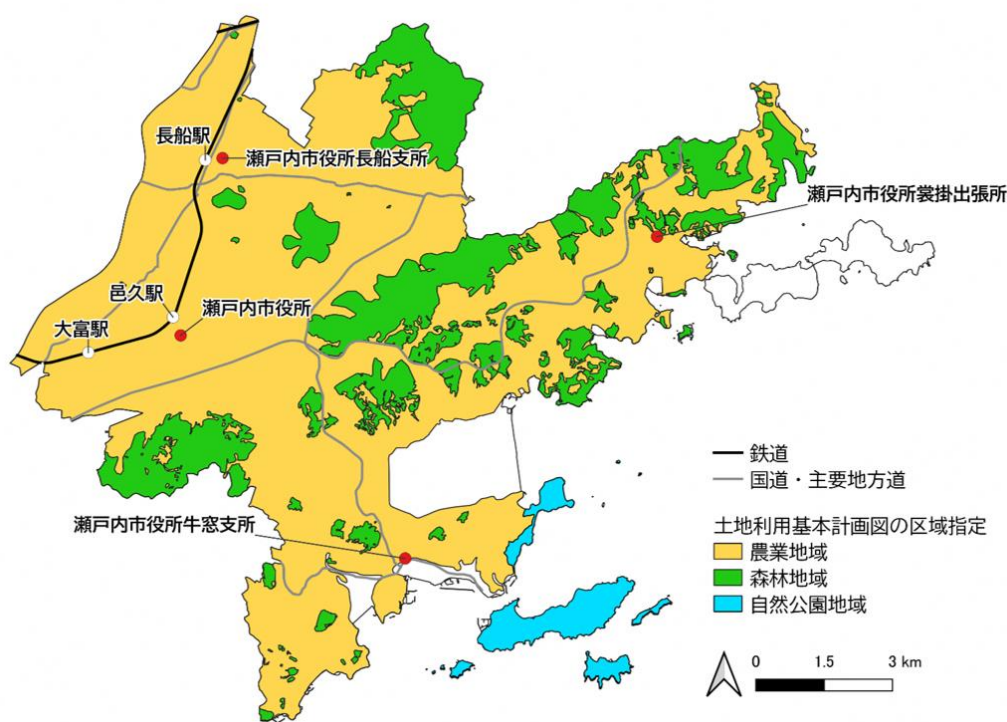 長船駅
瀬戸内市役所長船支所
瀬戸内市役所裳掛出張所
邑久駅
瀬戸内市役所
大富駅
瀬戸内市役所牛窓支所
鉄道
国道・主要地方道
土地利用基本計画図の区域指定
農業地域
森林地域
自然公園地域
0 1.5 3 km